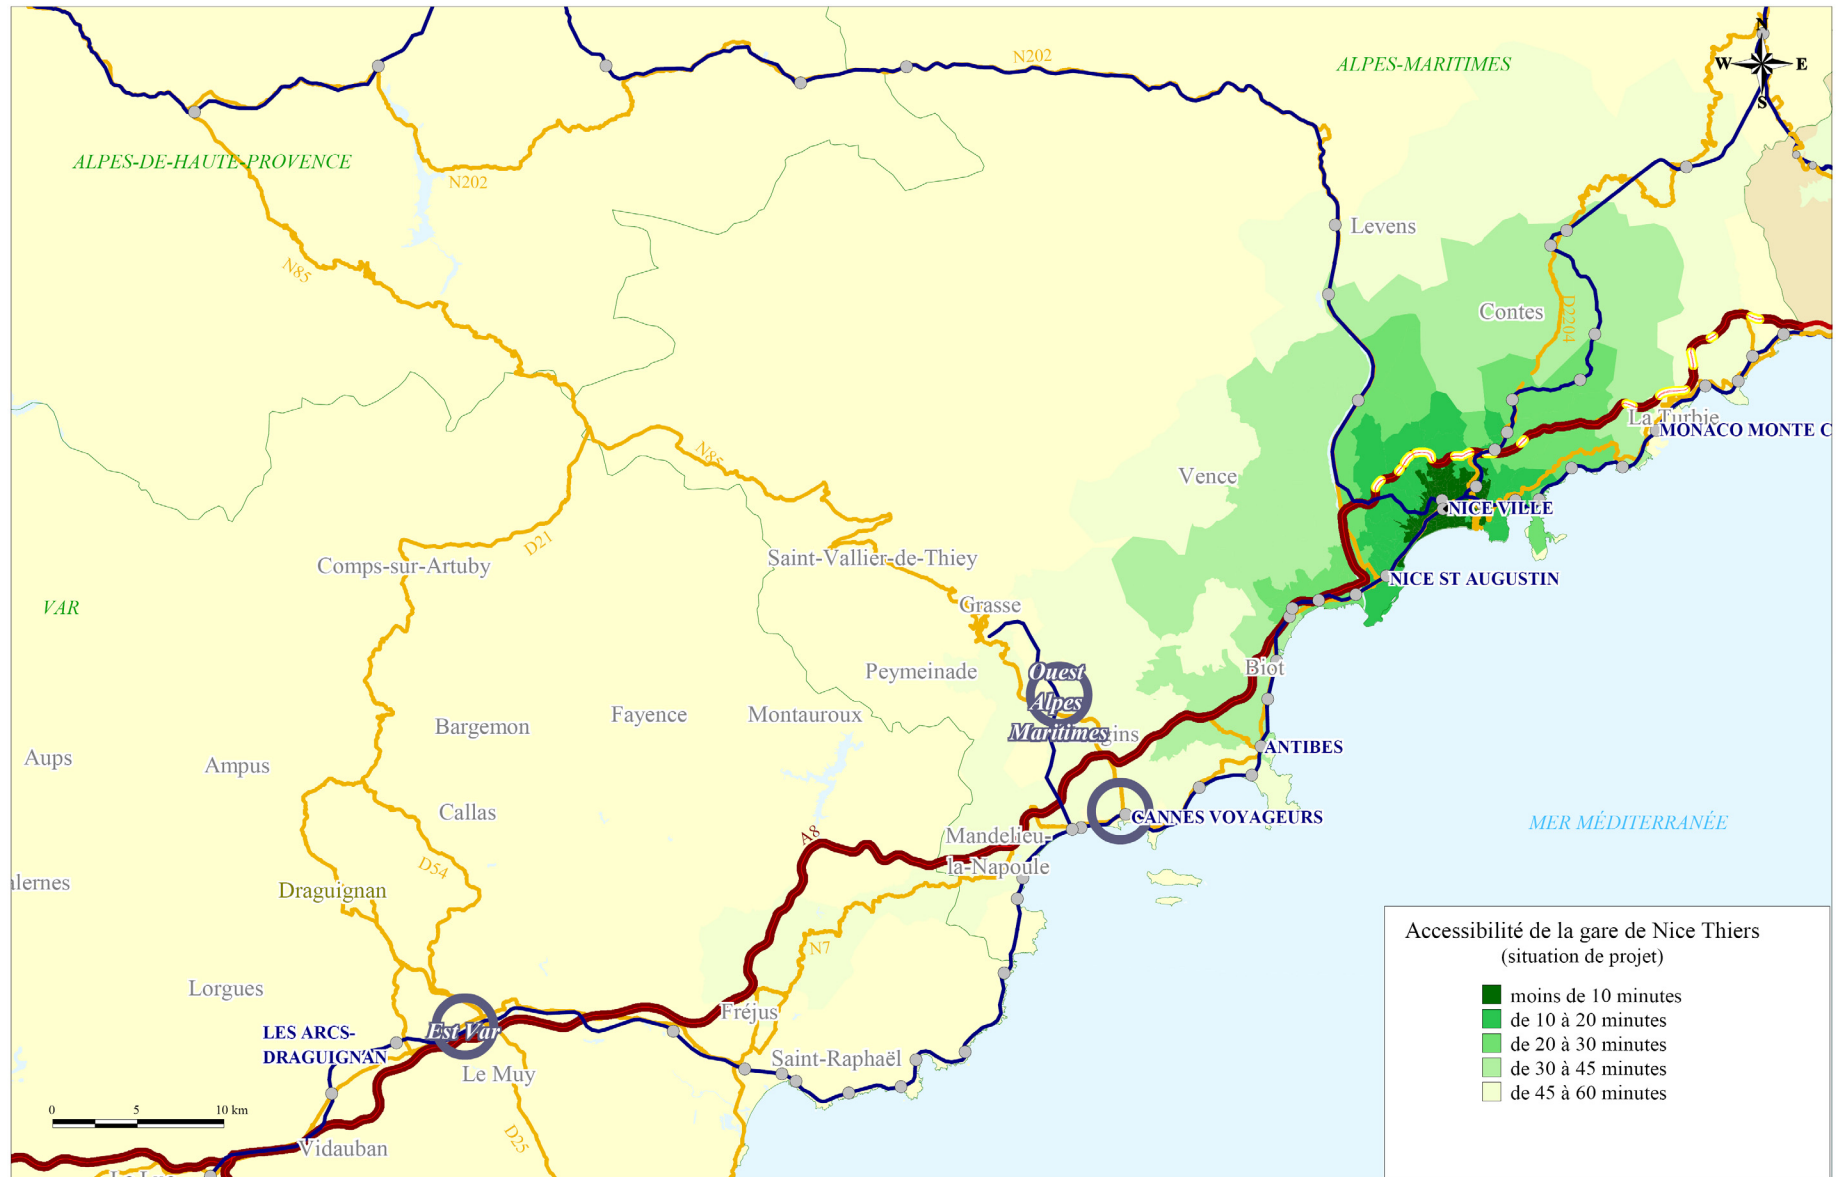 N
W E
S
N202
ALPES-MARITIMES
ALPES-DE-HAUTE-PROVENCE
N202
Levens
N85
Contes
D2204
La Turbie
MONACO MONTE C
N85
Vence
NICE VILLE
D21
Comps-sur-Artuby
Saint-Vallier-de-Thiey
NICE ST AUGUSTIN
VAR
Grasse
Peymeinade
Ouest
Alpes
Maritimes
gins
Biot
Bargemon
Fayence
Montauroux
ANTIBES
Aups
Ampus
Callas
CANNES VOYAGEURS
MER MÉDITERRANÉE
A8
Mandelieu-
la-Napoule
D54
lernes
Draguignan
N7
Lorgues
Fréjus
LES ARCS-
DRAGUIGNAN
Est Var
Saint-Raphaël
Le Muy
0 5 10 km
D25
Vidauban
Accessibilité de la gare de Nice Thiers
(situation de projet)
moins de 10 minutes
de 10 à 20 minutes
de 20 à 30 minutes
de 30 à 45 minutes
de 45 à 60 minutes